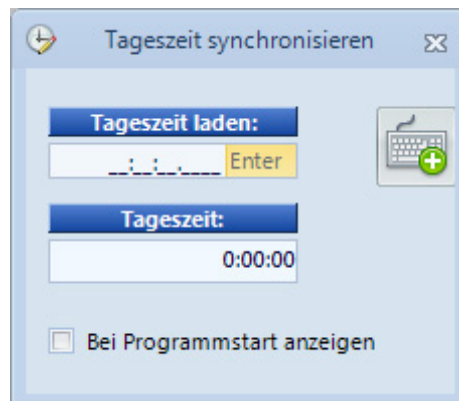 Tageszeit synchronisieren
Tageszeit laden:
__:__:__.____ Enter
Tageszeit:
0:00:00
Bei Programmstart anzeigen